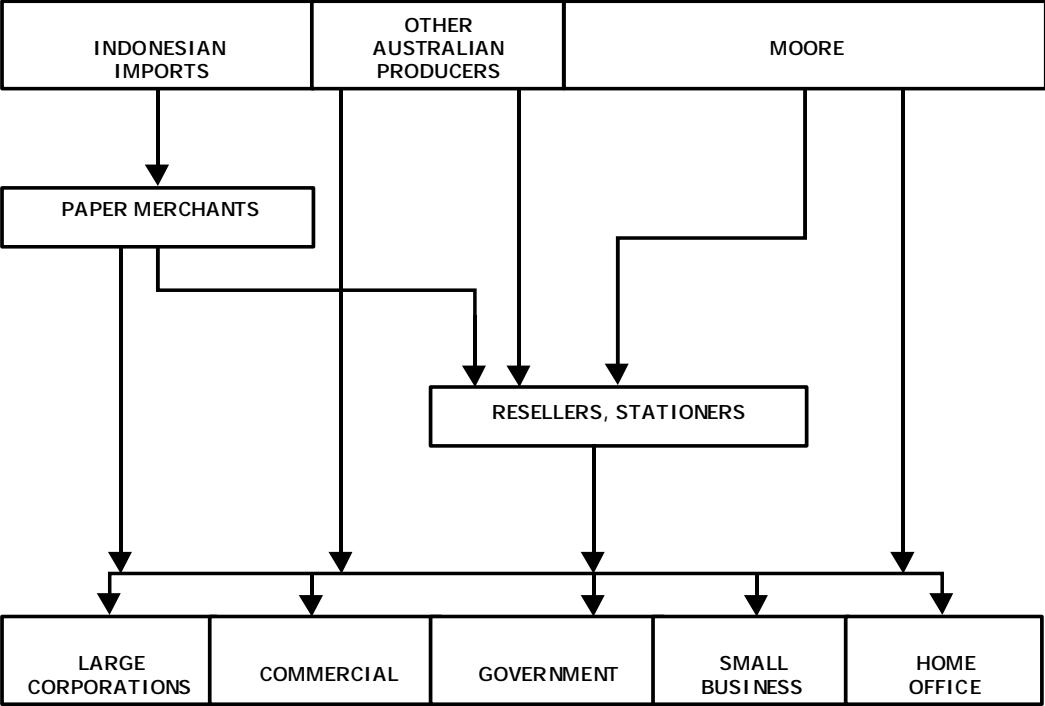 INDONESIAN
IMPORTS
OTHER
AUSTRALIAN
PRODUCERS
MOORE
PAPER MERCHANTS
RESELLERS, STATIONERS
LARGE
CORPORATIONS
COMMERCIAL
GOVERNMENT
SMALL
BUSINESS
HOME
OFFICE